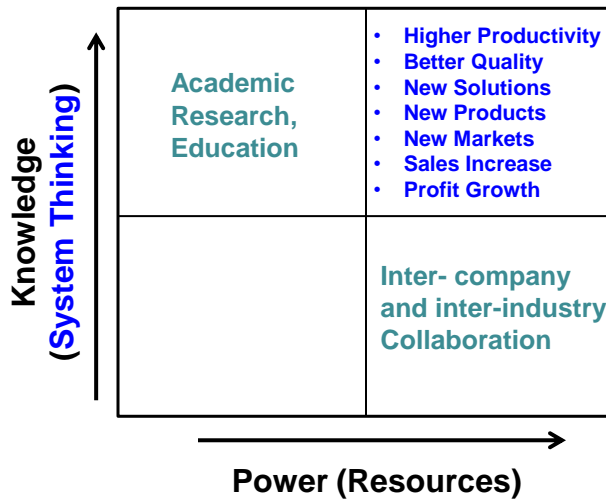 Knowledge
(System Thinking)
Academic
Research,
Education
• Higher Productivity
• Better Quality
• New Solutions
• New Products
• New Markets
• Sales Increase
• Profit Growth
Inter- company
and inter-industry
Collaboration
Power (Resources)